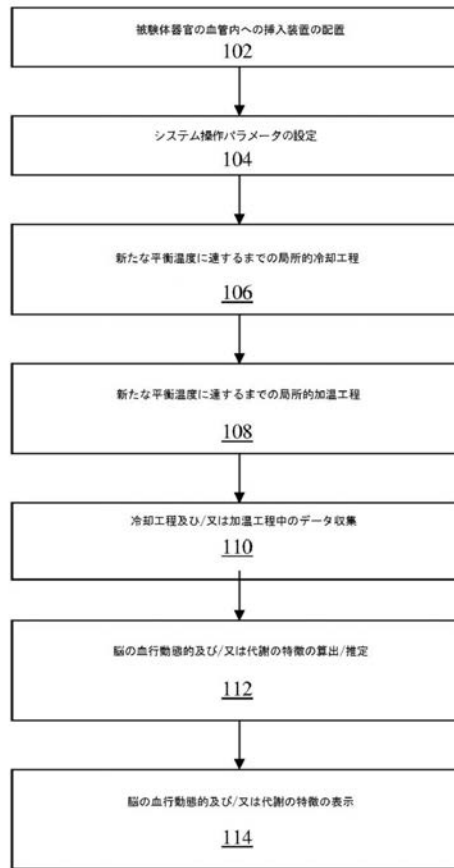 被験体器官の血管内への挿入装置の配置
102
システム操作パラメータの設定
104
新たな平衡温度に達するまでの局所的冷却工程
106
新たな平衡温度に達するまでの局所的加温工程
108
冷却工程及び/又は加温工程中のデータ収集
110
脳の血行動態的及び/又は代謝の特徴の算出/推定
112
脳の血行動態的及び/又は代謝の特徴の表示
114